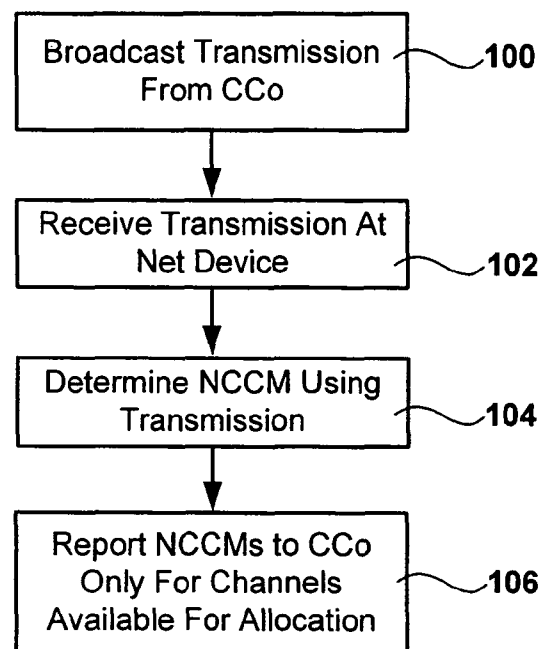 Broadcast Transmission
From CCo
100
Receive Transmission At
Net Device
102
Determine NCCM Using
Transmission
104
Report NCCMs to CCo
Only For Channels
Available For Allocation
106